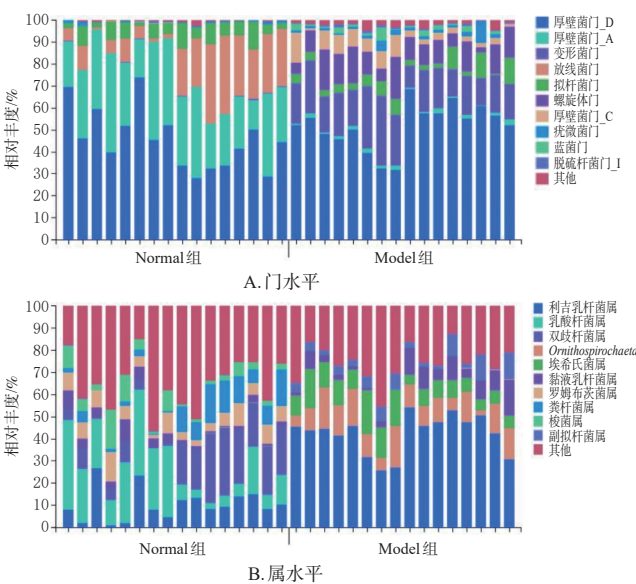 100
90
80
70
60
50
40
30
20
10
0
相对丰度/%
Normal组
Model组
厚壁菌门_D
厚壁菌门_A
变形菌门
放线菌门
拟杆菌门
螺旋体门
厚壁菌门_C
疣微菌门
蓝菌门
脱硫杆菌门_I
其他
A.门水平
100
90
80
70
60
50
40
30
20
10
0
相对丰度/%
Normal组
Model组
利吉乳杆菌属
乳酸杆菌属
双歧杆菌属
Ornithospirochaeta
埃希氏菌属
黏液乳杆菌属
罗姆布茨菌属
粪杆菌属
梭菌属
副拟杆菌属
其他
B.属水平